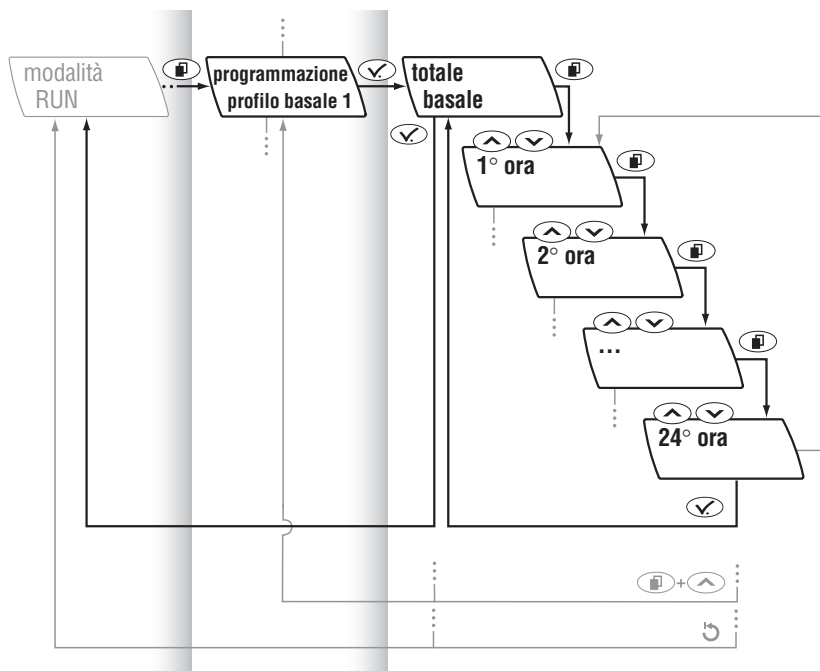 modalità
RUN
programmazione
profilo basale 1
totale
basale
1° ora
2° ora
...
24° ora
+